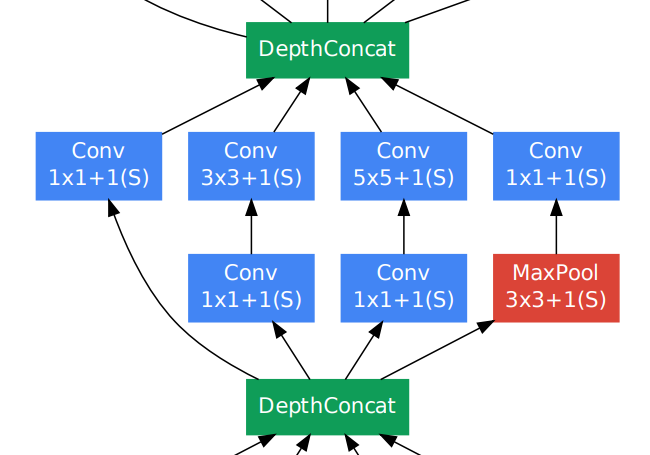 DepthConcat
Conv
1x1+1(S)
Conv
3x3+1(S)
Conv
5x5+1(S)
Conv
1x1+1(S)
Conv
1x1+1(S)
Conv
1x1+1(S)
MaxPool
3x3+1(S)
DepthConcat